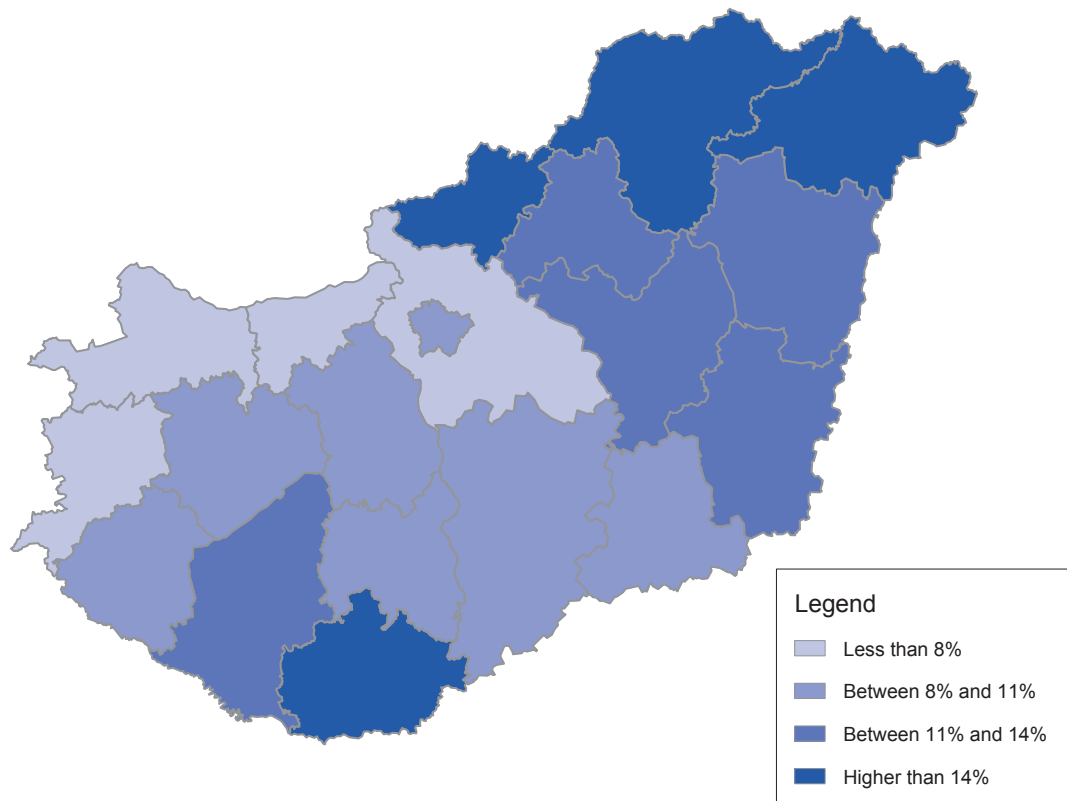 Legend
Less than 8%
Between 8% and 11%
Between 11% and 14%
Higher than 14%